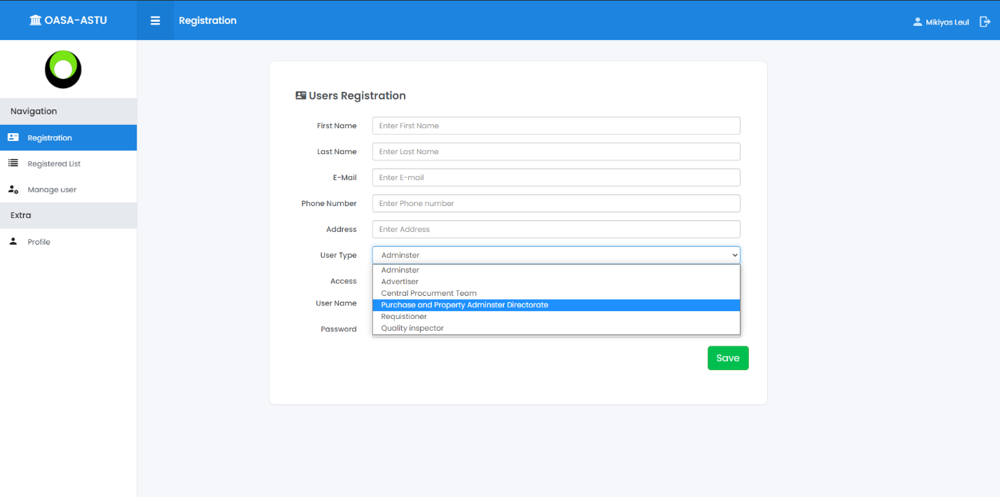 OASA-ASTU
Registration
Mikiyas Leul
Navigation
Registration
Registered List
Manage user
Extra
Profile
Users Registration
First Name
Enter First Name
Last Name
Enter Last Name
E-Mail
Enter E-mail
Phone Number
Enter Phone number
Address
Enter Address
User Type
Adminster
Adminster
Advertiser
Central Procurment Team
Purchase and Property Adminster Directorate
Requistioner
Quality inspector
Access
User Name
Password
Save